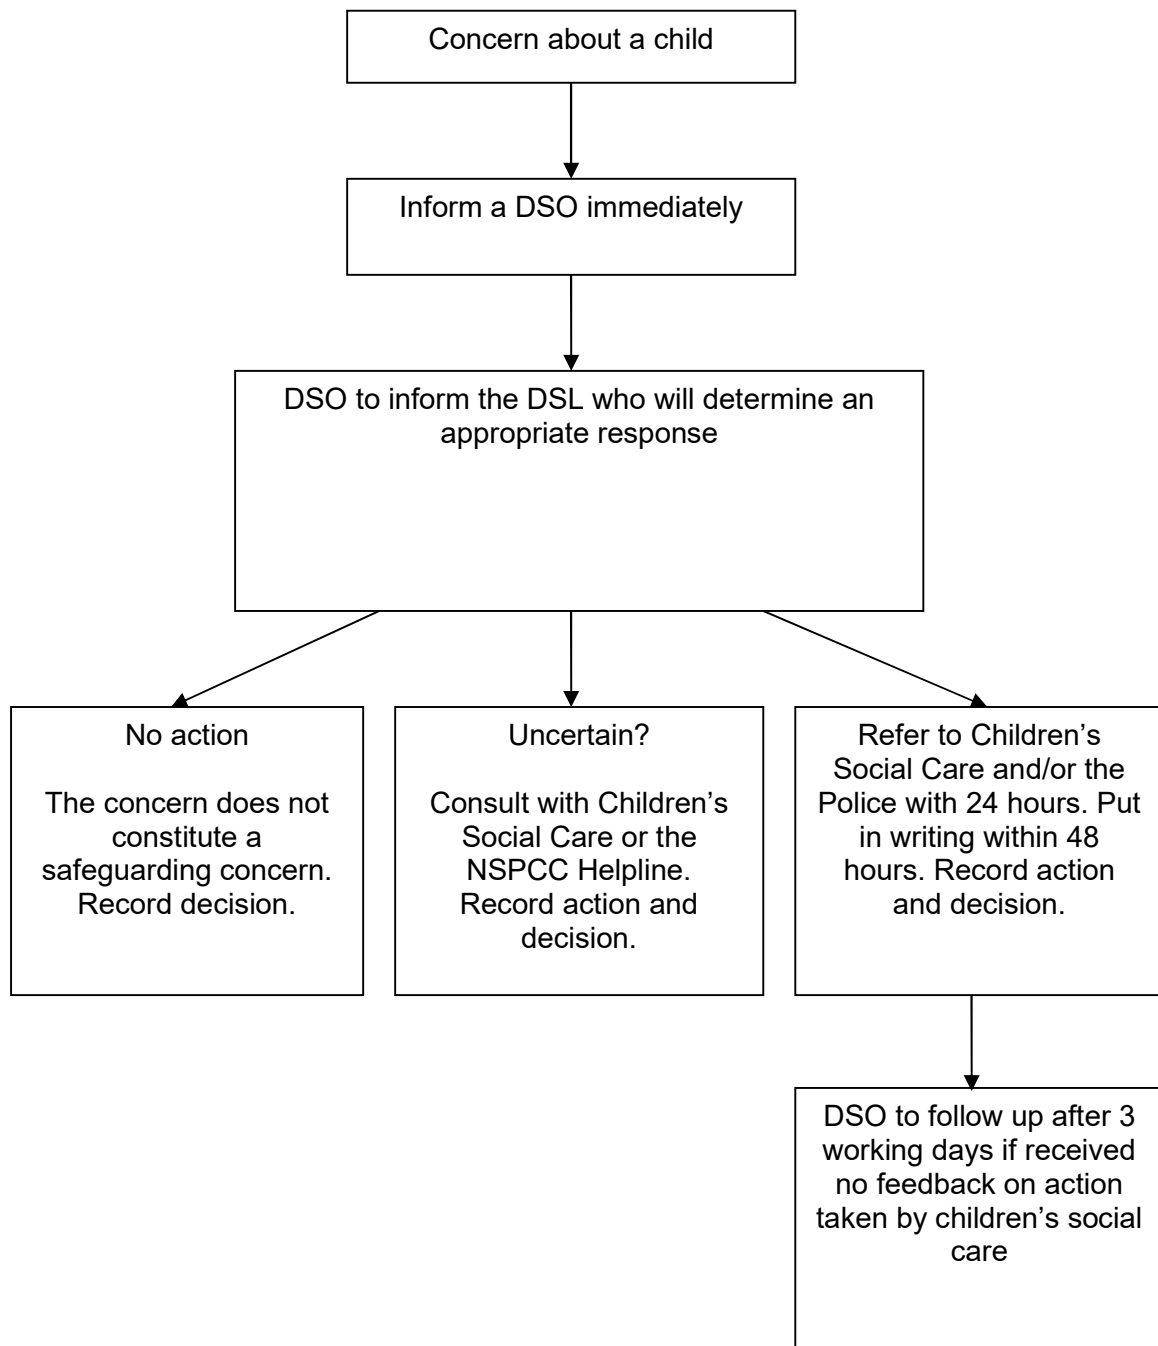 Concern about a child
Inform a DSO immediately
DSO to inform the DSL who will determine an
appropriate response
No action
The concern does not
constitute a
safeguarding concern.
Record decision.
Uncertain?
Consult with Children’s
Social Care or the
NSPCC Helpline.
Record action and
decision.
Refer to Children’s
Social Care and/or the
Police with 24 hours. Put
in writing within 48
hours. Record action
and decision.
DSO to follow up after 3
working days if received
no feedback on action
taken by children’s social
care